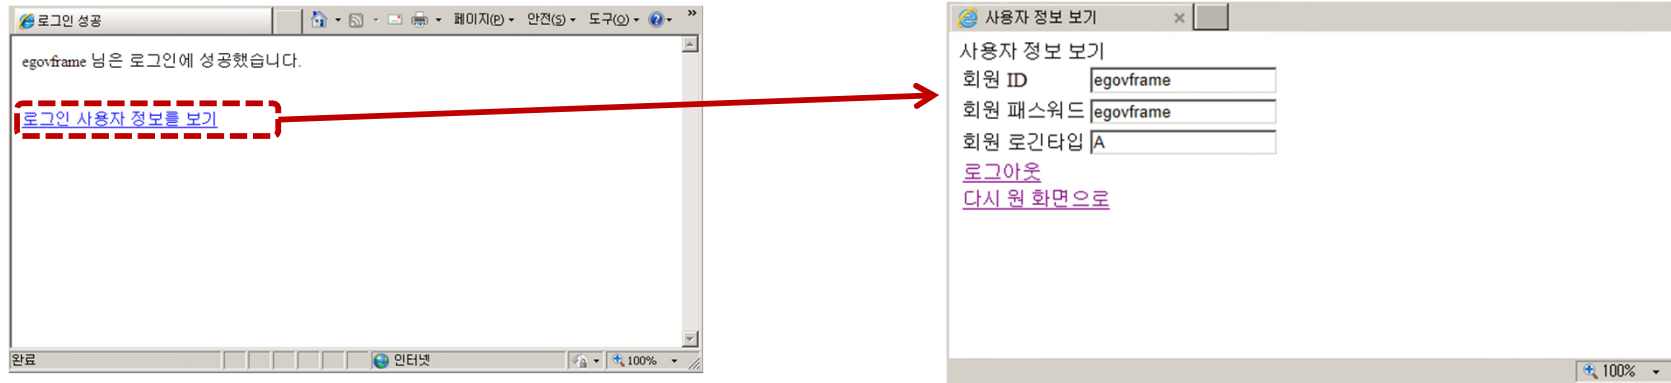 로그인 성공
페이지(P) 안전(S) 도구(O)
egovframe 님은 로그인에 성공했습니다.
로그인 사용자 정보를 보기
완료 인터넷 100%
사용자 정보 보기
사용자 정보 보기
회원 ID egovframe
회원 패스워드 egovframe
회원 로긴타입 A
로그아웃
다시 원 화면으로
100%